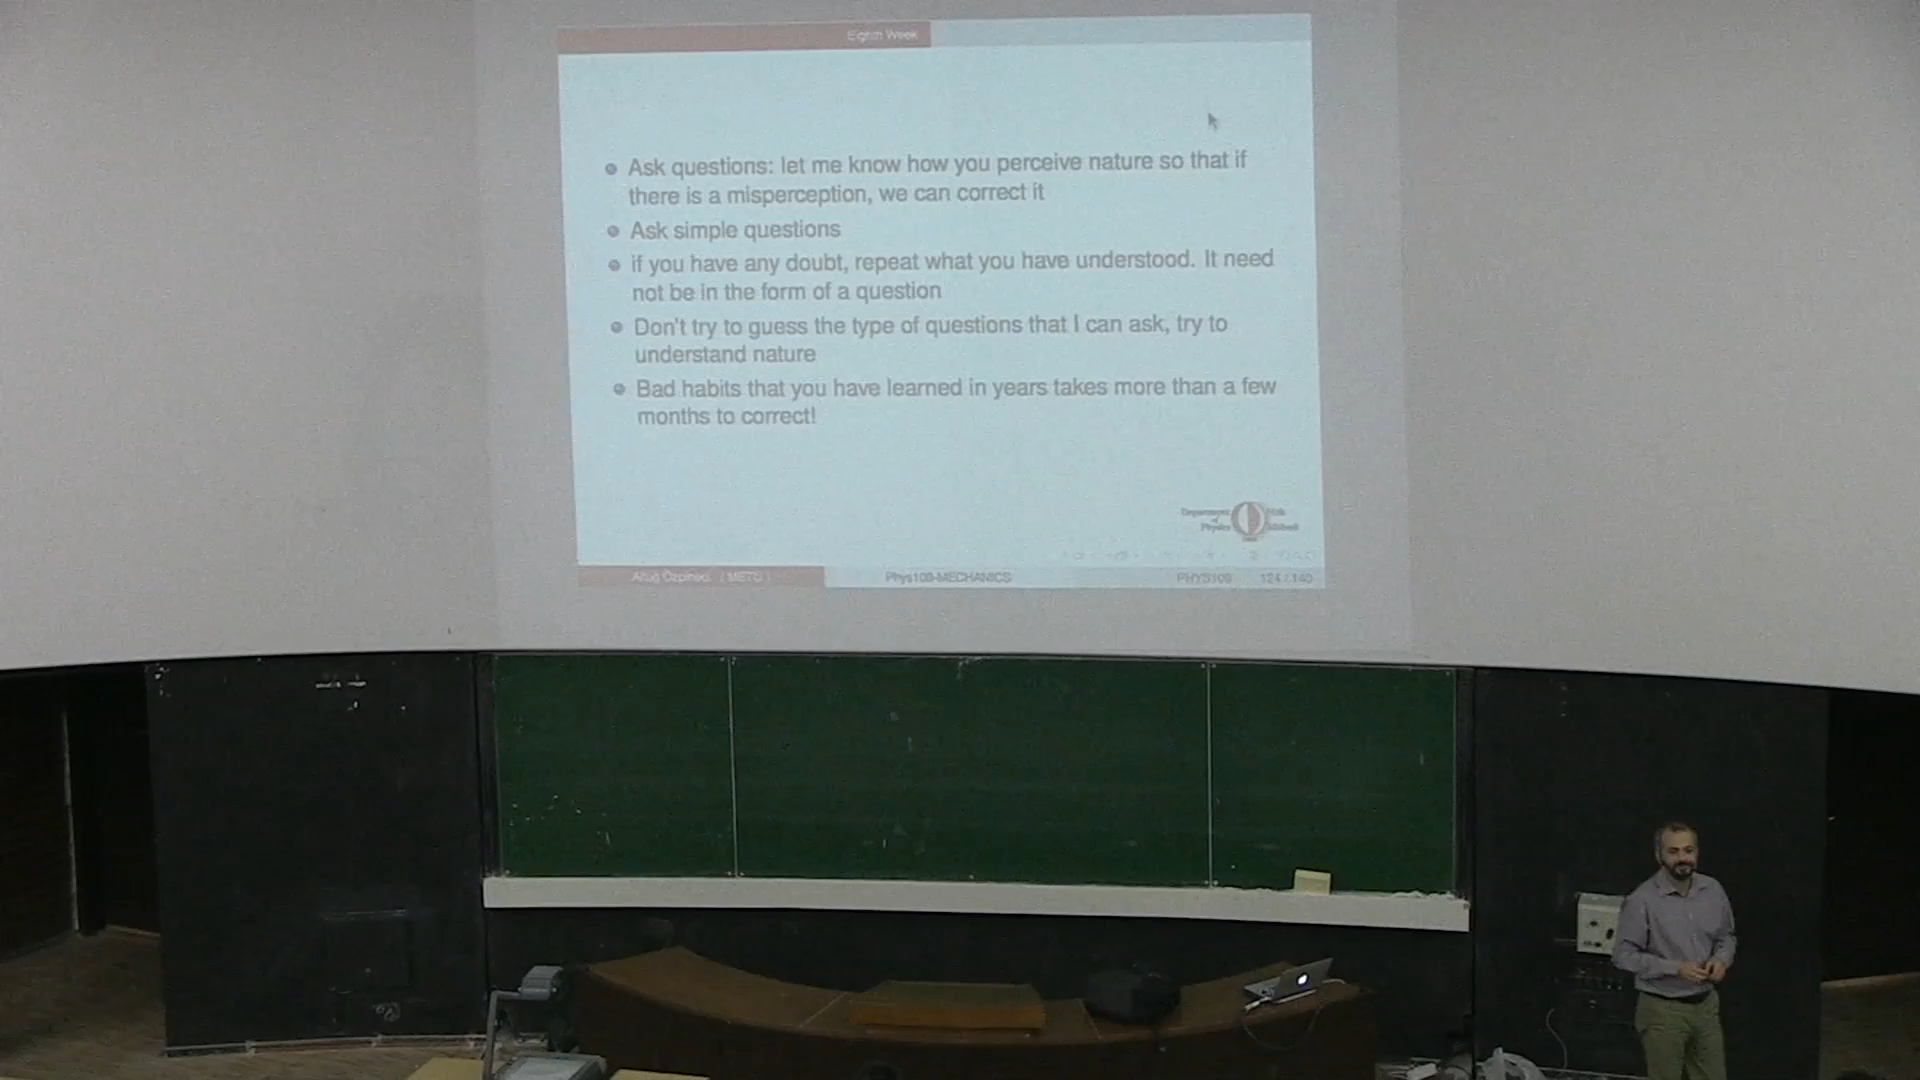 Eighth Week
Ask questions: let me know how you perceive nature so that if
there is a misperception, we can correct it
Ask simple questions
if you have any doubt, repeat what you have understood. It need
not be in the form of a question
Don't try to guess the type of questions that I can ask, try to
understand nature
Bad habits that you have learned in years takes more than a few
months to correct!
Department
of
Physics
( METU )
Phys109-MECHANICS
PHYS109
124 / 140